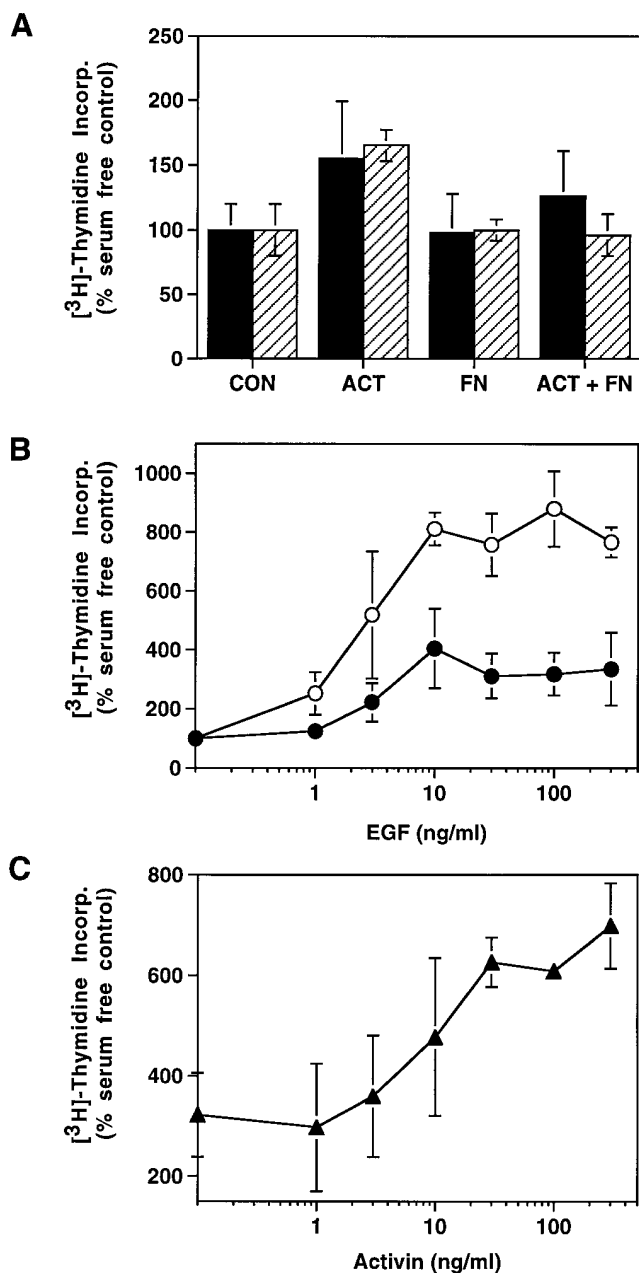 A
[³H]-Thymidine Incorp.
(% serum free control)
250
200
150
100
50
0
CON ACT FN ACT + FN
B
[³H]-Thymidine Incorp.
(% serum free control)
1000
800
600
400
200
0
1 10 100
EGF (ng/ml)
C
[³H]-Thymidine Incorp.
(% serum free control)
800
600
400
200
1 10 100
Activin (ng/ml)